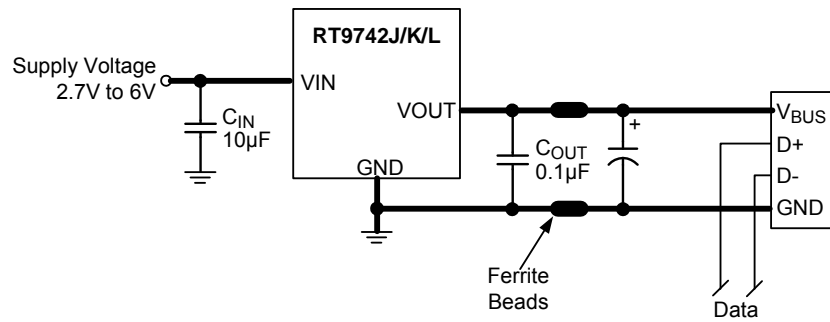 RT9742J/K/L
Supply Voltage
2.7V to 6V
VIN
VOUT
GND
CIN
10µF
COUT
0.1µF
+
VBUS
D+
D-
GND
Ferrite
Beads
Data